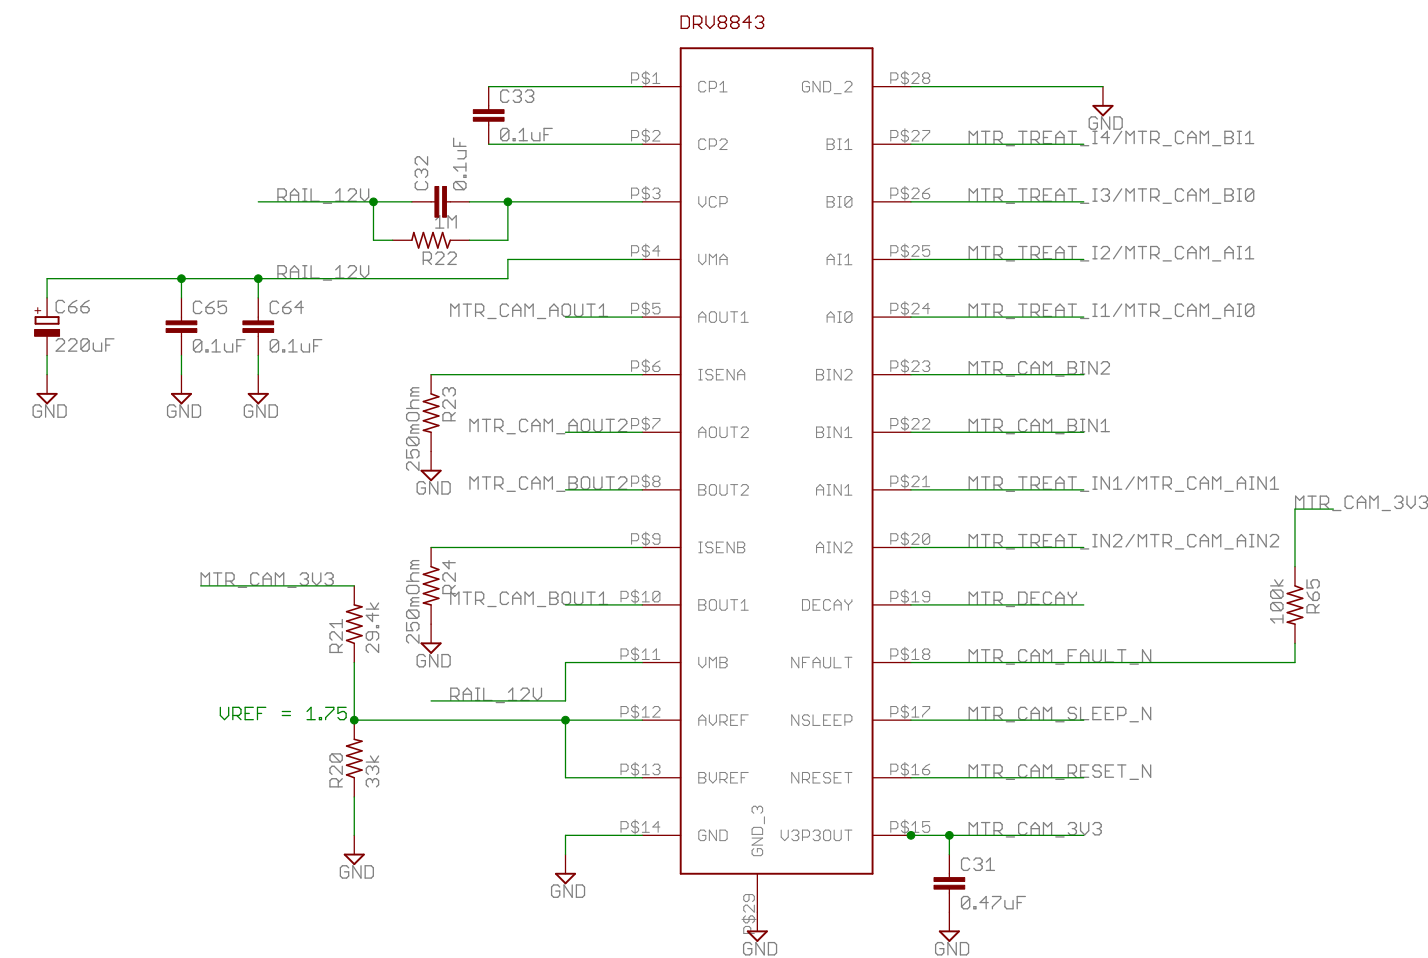 DRV8843
P$1
CP1
GND_2
P$28
C33
0.1uF
GND
P$2
CP2
BI1
P$27
MTR_TREAT_I4/MTR_CAM_BI1
C32
0.1uF
RAIL_12V
P$3
VCP
BI0
P$26
MTR_TREAT_I3/MTR_CAM_BI0
1M
R22
P$4
VMA
AI1
P$25
MTR_TREAT_I2/MTR_CAM_AI1
RAIL_12V
+
C66
220uF
GND
C65
0.1uF
GND
C64
0.1uF
GND
MTR_CAM_AOUT1
P$5
AOUT1
AI0
P$24
MTR_TREAT_I1/MTR_CAM_AI0
P$6
ISENA
BIN2
P$23
MTR_CAM_BIN2
250mOhm
R23
GND
MTR_CAM_AOUT2
P$7
AOUT2
BIN1
P$22
MTR_CAM_BIN1
MTR_CAM_BOUT2
P$8
BOUT2
AIN1
P$21
MTR_TREAT_IN1/MTR_CAM_AIN1
MTR_CAM_3V3
P$9
ISENB
AIN2
P$20
MTR_TREAT_IN2/MTR_CAM_AIN2
250mOhm
R24
GND
MTR_CAM_3V3
MTR_CAM_BOUT1
P$10
BOUT1
DECAY
P$19
MTR_DECAY
100k
R65
R21
29.4k
P$11
VMB
NFAULT
P$18
MTR_CAM_FAULT_N
RAIL_12V
VREF = 1.75
P$12
AVREF
NSLEEP
P$17
MTR_CAM_SLEEP_N
R20
33k
GND
P$13
BVREF
NRESET
P$16
MTR_CAM_RESET_N
P$14
GND
GND_3
V3P3OUT
P$15
MTR_CAM_3V3
GND
C31
0.47uF
GND
P$29
GND